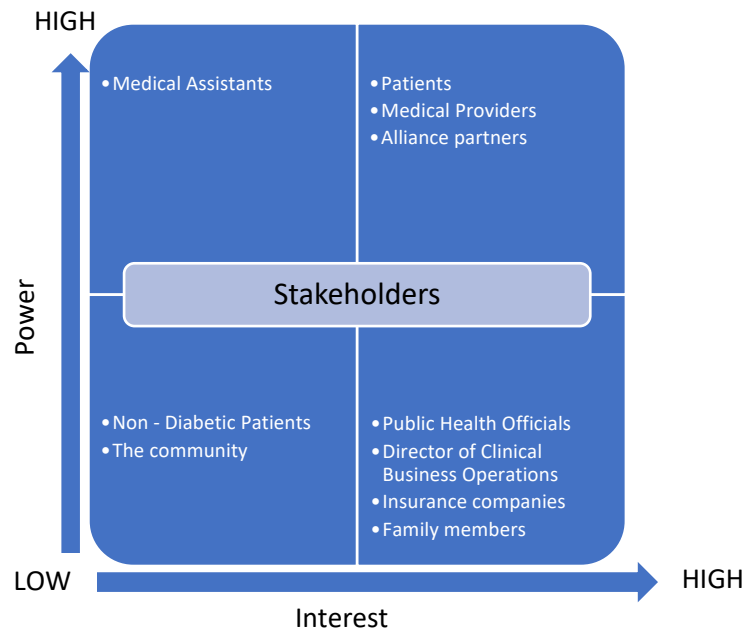 HIGH
• Medical Assistants
• Patients
• Medical Providers
• Alliance partners
Power
Stakeholders
• Non - Diabetic Patients
• The community
• Public Health Officials
• Director of Clinical
Business Operations
• Insurance companies
• Family members
LOW
HIGH
Interest